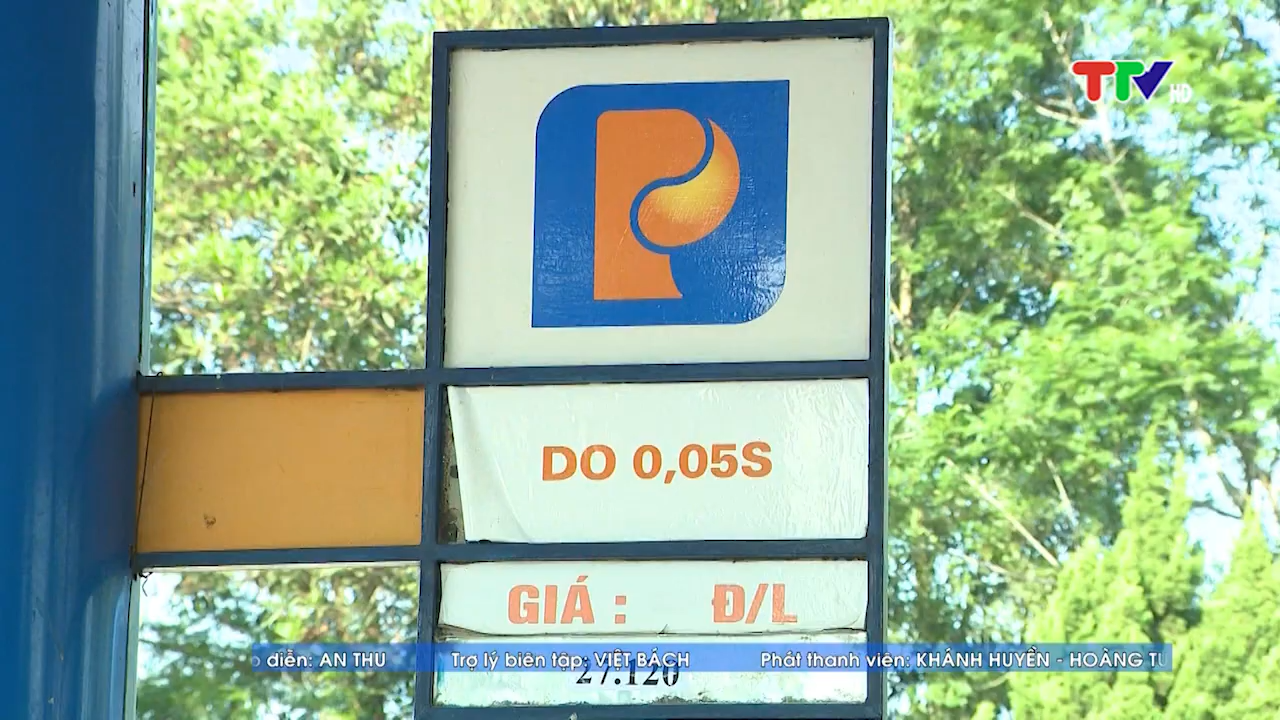 TTV HD
DO 0,05S
GIÁ : Đ/L
diễn: AN THU Trợ lý biên tập: VIỆT BÁCH Phát thanh viên: KHÁNH HUYỀN - HOÀNG
27.120